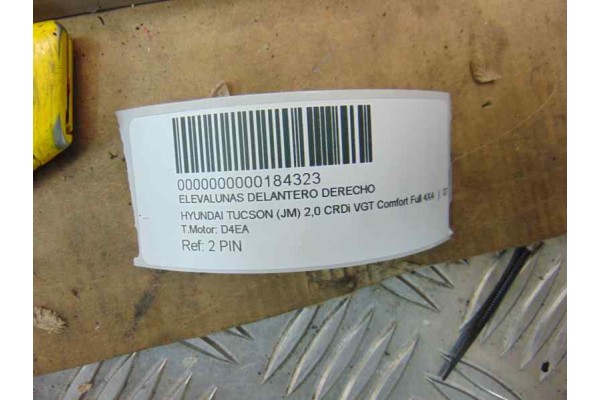 0000000000184323
ELEVALUNAS DELANTERO DERECHO
HYUNDAI TUCSON (JM) 2,0 CRDi VGT Comfort Full 4X4 |
T.Motor: D4EA
Ref: 2 PIN